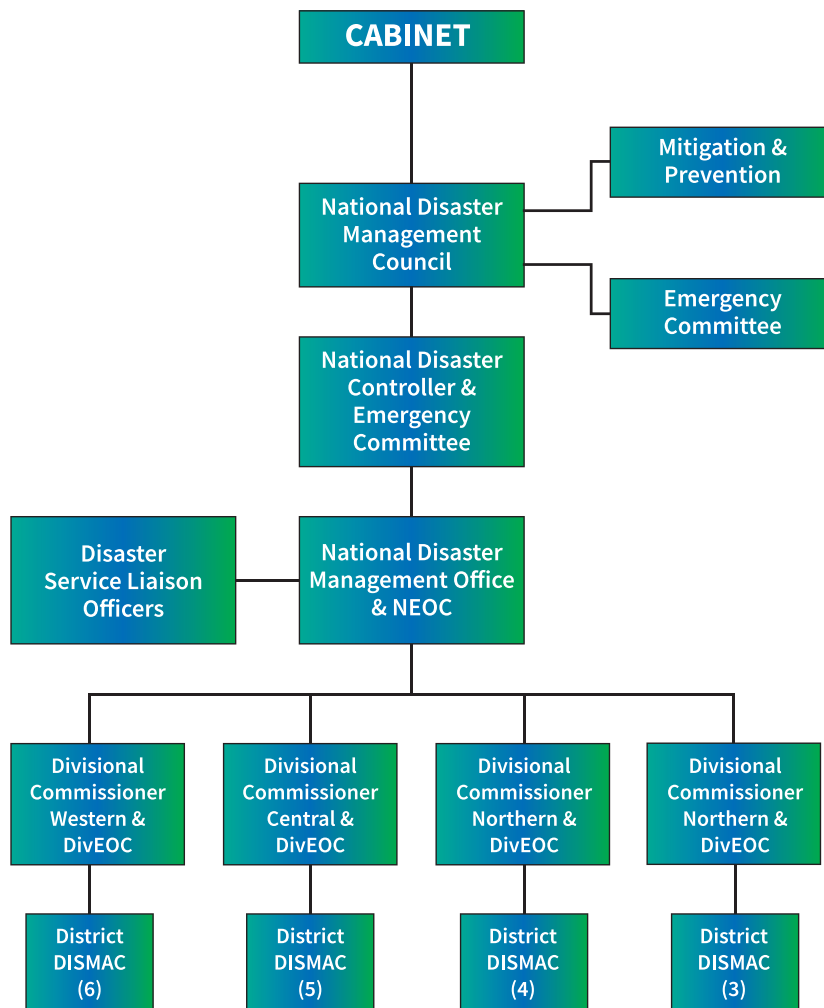 CABINET
Mitigation &
Prevention
National Disaster
Management
Council
Emergency
Committee
National Disaster
Controller &
Emergency
Committee
Disaster
Service Liaison
Officers
National Disaster
Management Office
& NEOC
Divisional
Commissioner
Western &
DivEOC
Divisional
Commissioner
Central &
DivEOC
Divisional
Commissioner
Northern &
DivEOC
Divisional
Commissioner
Northern &
DivEOC
District
DISMAC
(6)
District
DISMAC
(5)
District
DISMAC
(4)
District
DISMAC
(3)